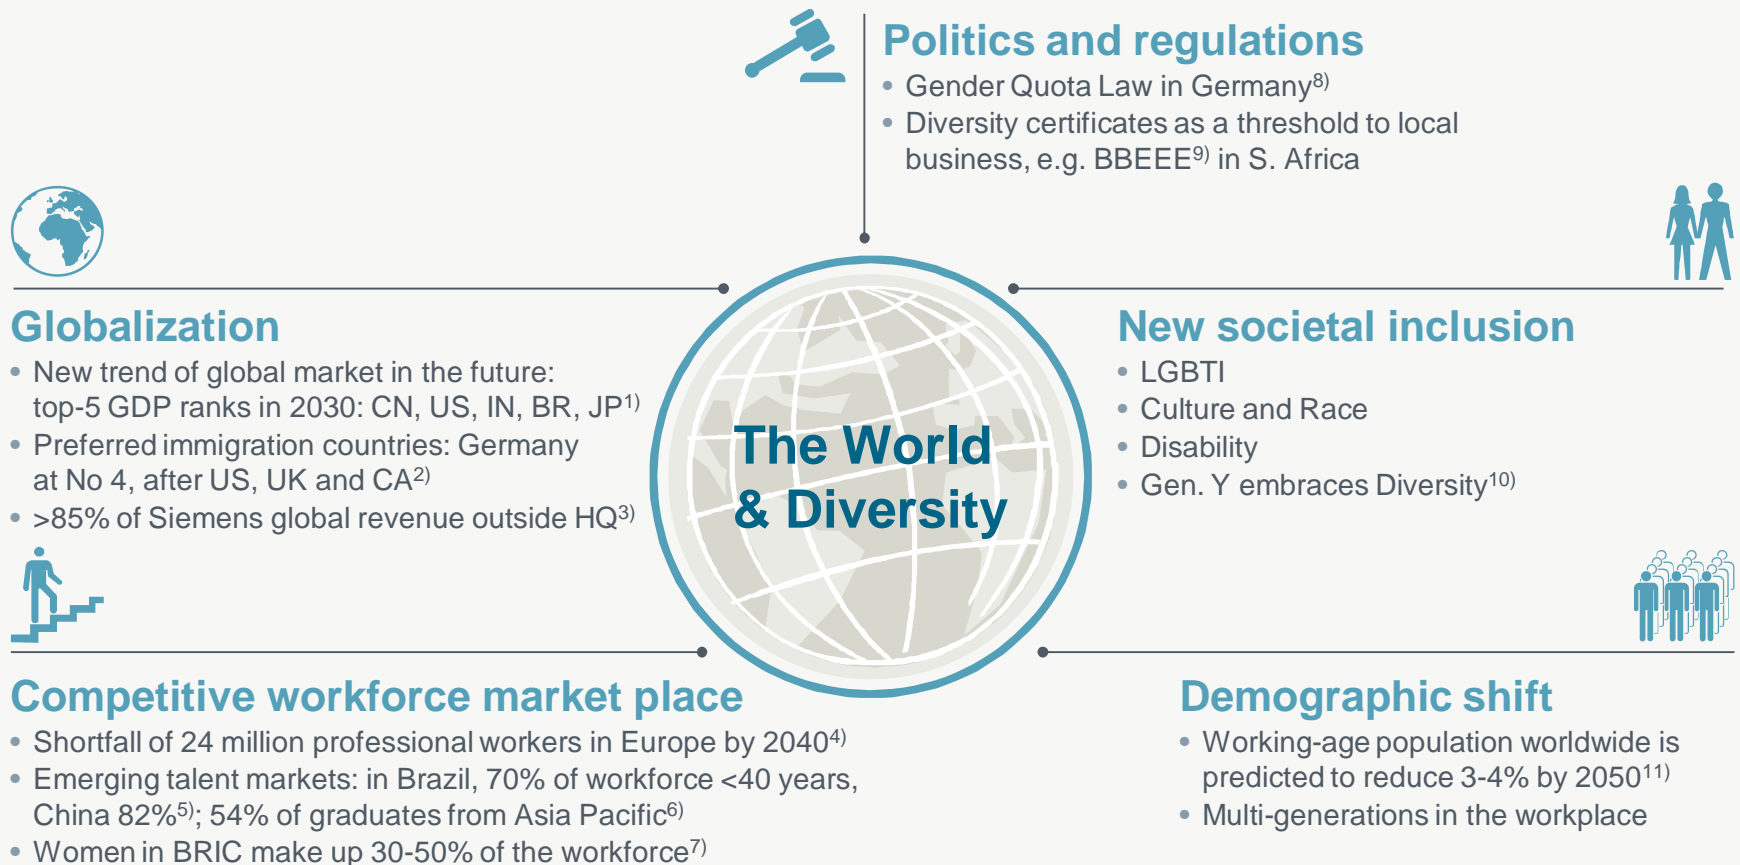 Politics and regulations
• Gender Quota Law in Germany8)
• Diversity certificates as a threshold to local
business, e.g. BBEEE9) in S. Africa
Globalization
• New trend of global market in the future:
top-5 GDP ranks in 2030: CN, US, IN, BR, JP1)
• Preferred immigration countries: Germany
at No 4, after US, UK and CA2)
• >85% of Siemens global revenue outside HQ3)
The World
& Diversity
New societal inclusion
• LGBTI
• Culture and Race
• Disability
• Gen. Y embraces Diversity10)
Competitive workforce market place
• Shortfall of 24 million professional workers in Europe by 20404)
• Emerging talent markets: in Brazil, 70% of workforce <40 years,
China 82%5); 54% of graduates from Asia Pacific6)
• Women in BRIC make up 30-50% of the workforce7)
Demographic shift
• Working-age population worldwide is
predicted to reduce 3-4% by 205011)
• Multi-generations in the workplace